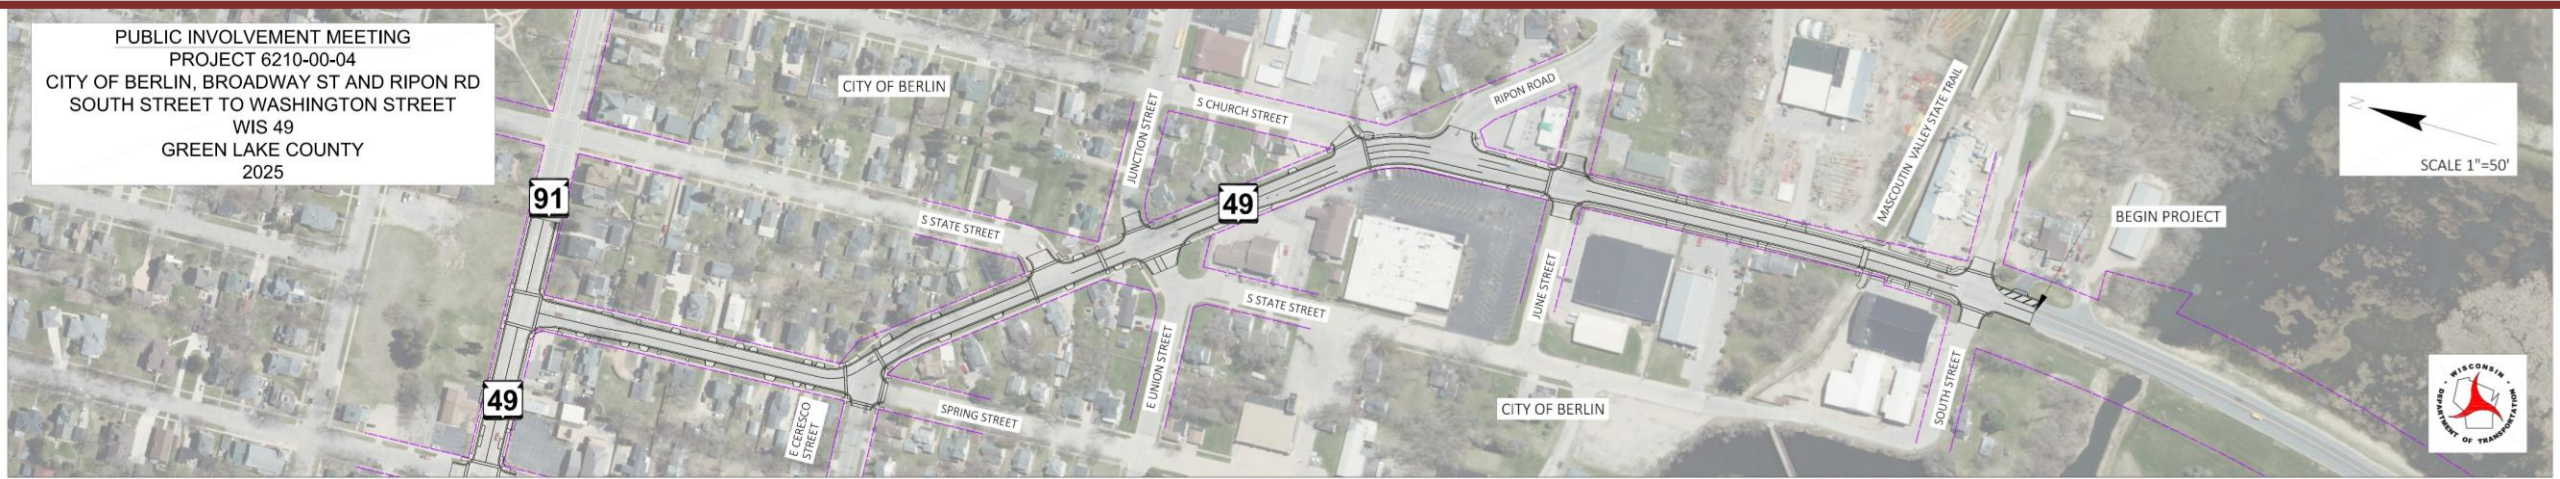 PUBLIC INVOLVEMENT MEETING
PROJECT 6210-00-04
CITY OF BERLIN, BROADWAY ST AND RIPON RD
SOUTH STREET TO WASHINGTON STREET
WIS 49
GREEN LAKE COUNTY
2025
CITY OF BERLIN
91
49
S STATE STREET
JUNCTION STREET
S CHURCH STREET
49
RIPON ROAD
MASCOUTIN VALLEY STATE TRAIL
N
SCALE 1"=50'
BEGIN PROJECT
E CERESCO
STREET
SPRING STREET
E UNION STREET
S STATE STREET
JUNE STREET
CITY OF BERLIN
SOUTH STREET
WISCONSIN
DEPARTMENT OF TRANSPORTATION